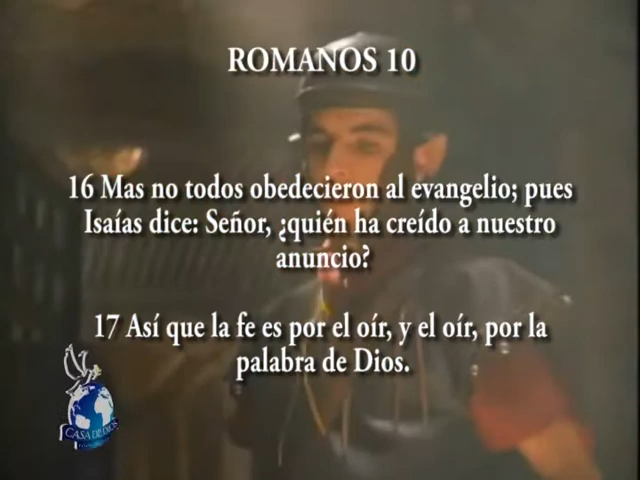 ROMANOS 10
16 Mas no todos obedecieron al evangelio; pues
Isaías dice: Señor, ¿quién ha creído a nuestro
anuncio?
17 Así que la fe es por el oír, y el oír, por la
palabra de Dios.
CASA DE DIOS